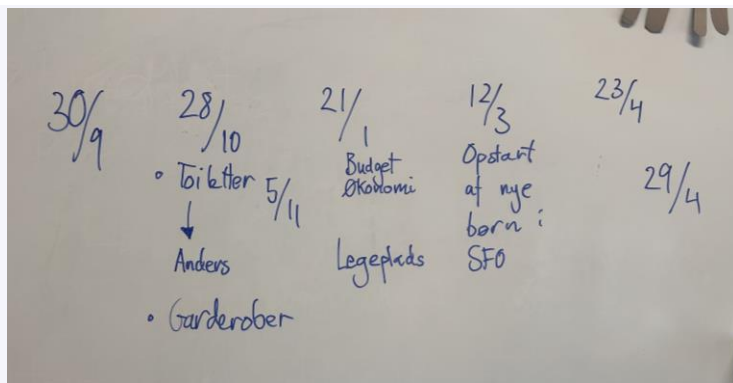 30/9
28/10
• Toiletter
↓
Anders
• Garderober
5/11
21/1
Budget
Økonomi
Legeplads
12/3
Opstart
af nye
børn i
SFO
23/4
29/4